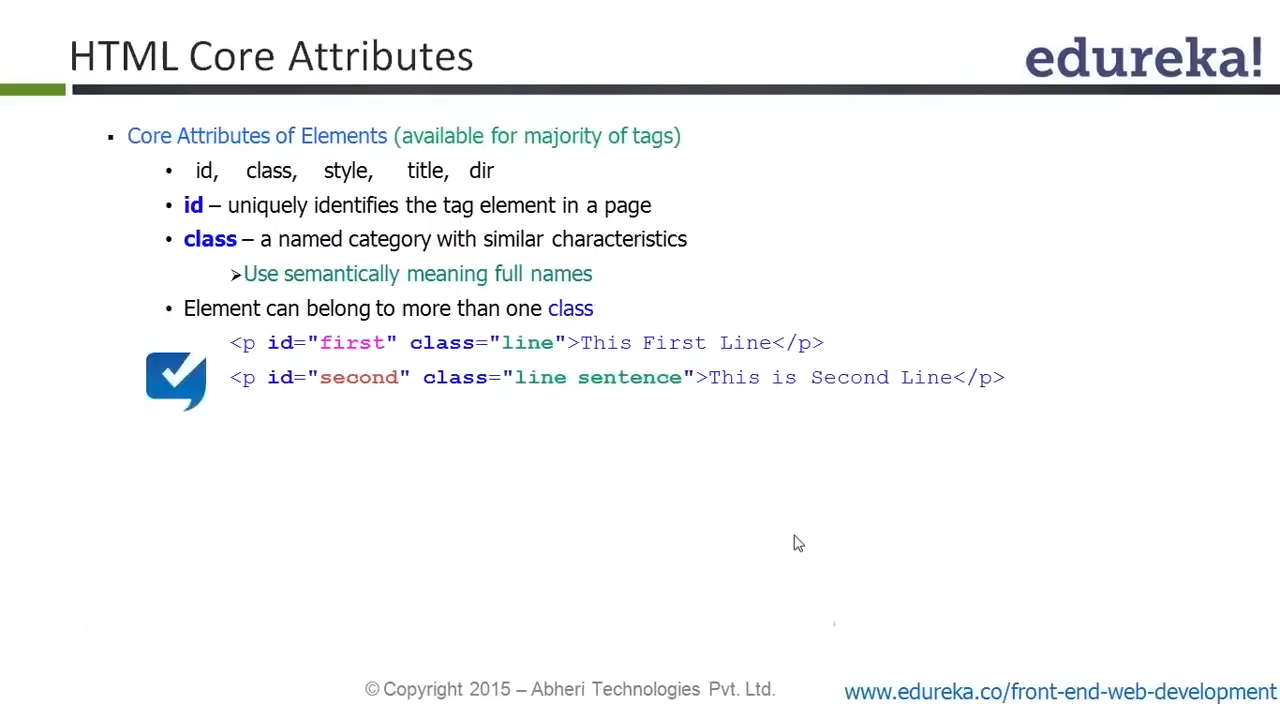 HTML Core Attributes
edureka!
▪ Core Attributes of Elements (available for majority of tags)
• id, class, style, title, dir
• id – uniquely identifies the tag element in a page
• class – a named category with similar characteristics
➢Use semantically meaning full names
• Element can belong to more than one class
<p id="first" class="line">This First Line</p>
<p id="second" class="line sentence">This is Second Line</p>
© Copyright 2015 – Abheri Technologies Pvt. Ltd.
www.edureka.co/front-end-web-development